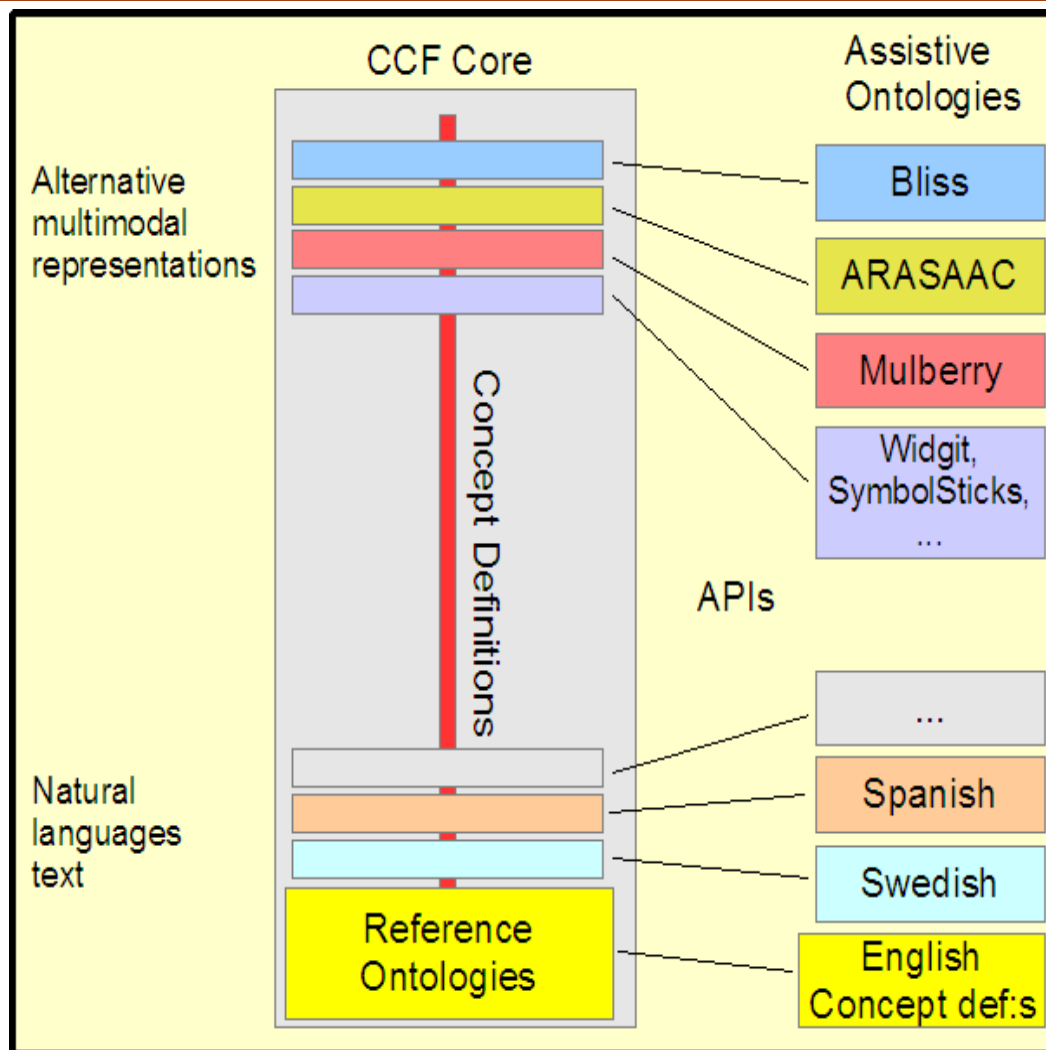 CCF Core
Assistive
Ontologies
Alternative
multimodal
representations
Bliss
ARASAAC
Mulberry
Widgit,
SymbolSticks,
...
Concept Definitions
APIs
Natural
languages
text
...
Spanish
Swedish
Reference
Ontologies
English
Concept def:s